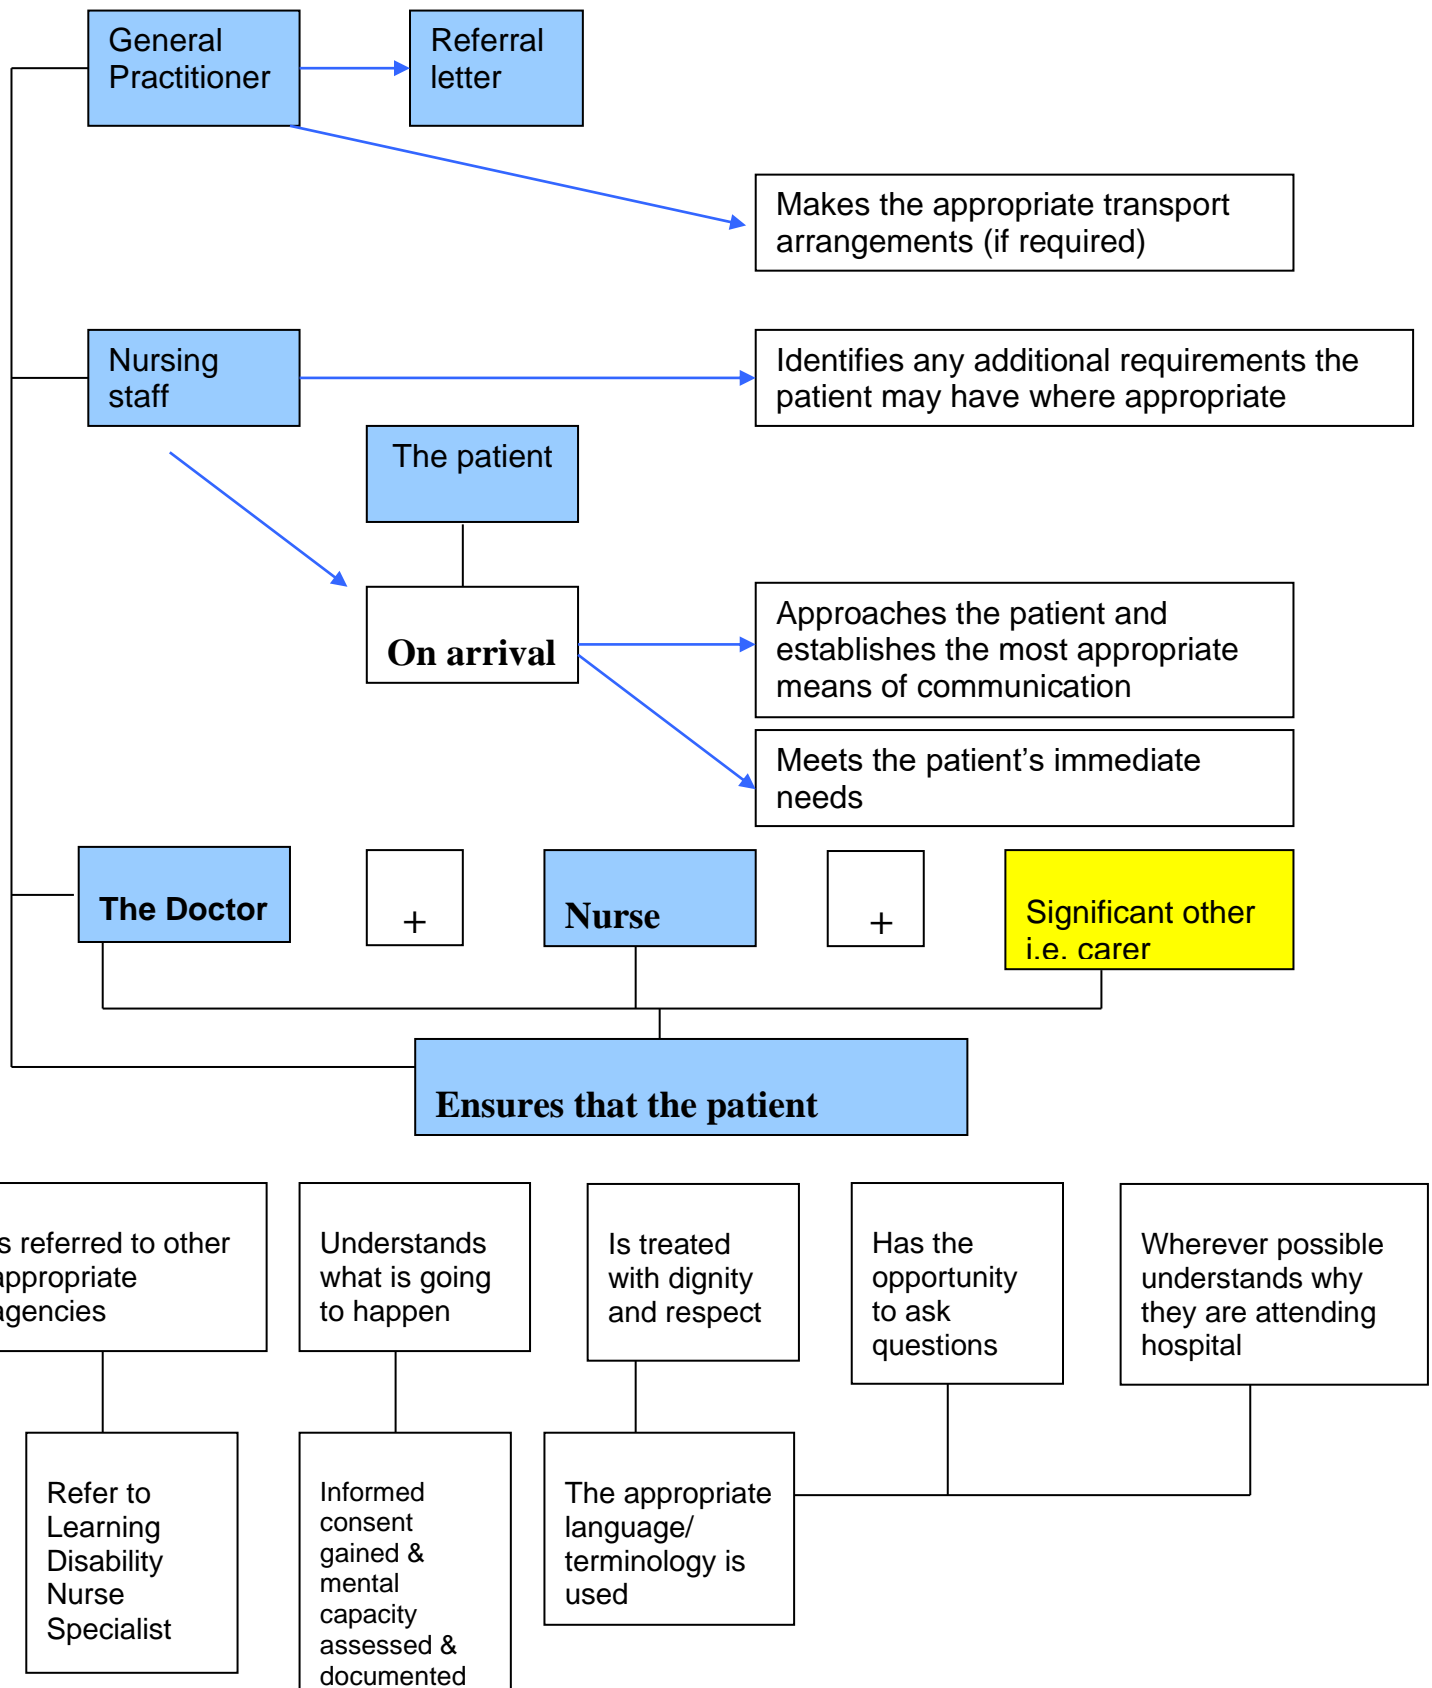 General
Practitioner
Referral
letter
Makes the appropriate transport
arrangements (if required)
Nursing
staff
Identifies any additional requirements the
patient may have where appropriate
The patient
On arrival
Approaches the patient and
establishes the most appropriate
means of communication
Meets the patient’s immediate
needs
The Doctor
+
Nurse
+
Significant other
i.e. carer
Ensures that the patient
s referred to other
appropriate
agencies
Understands
what is going
to happen
Is treated
with dignity
and respect
Has the
opportunity
to ask
questions
Wherever possible
understands why
they are attending
hospital
Refer to
Learning
Disability
Nurse
Specialist
Informed
consent
gained &
mental
capacity
assessed &
documented
The appropriate
language/
terminology is
used